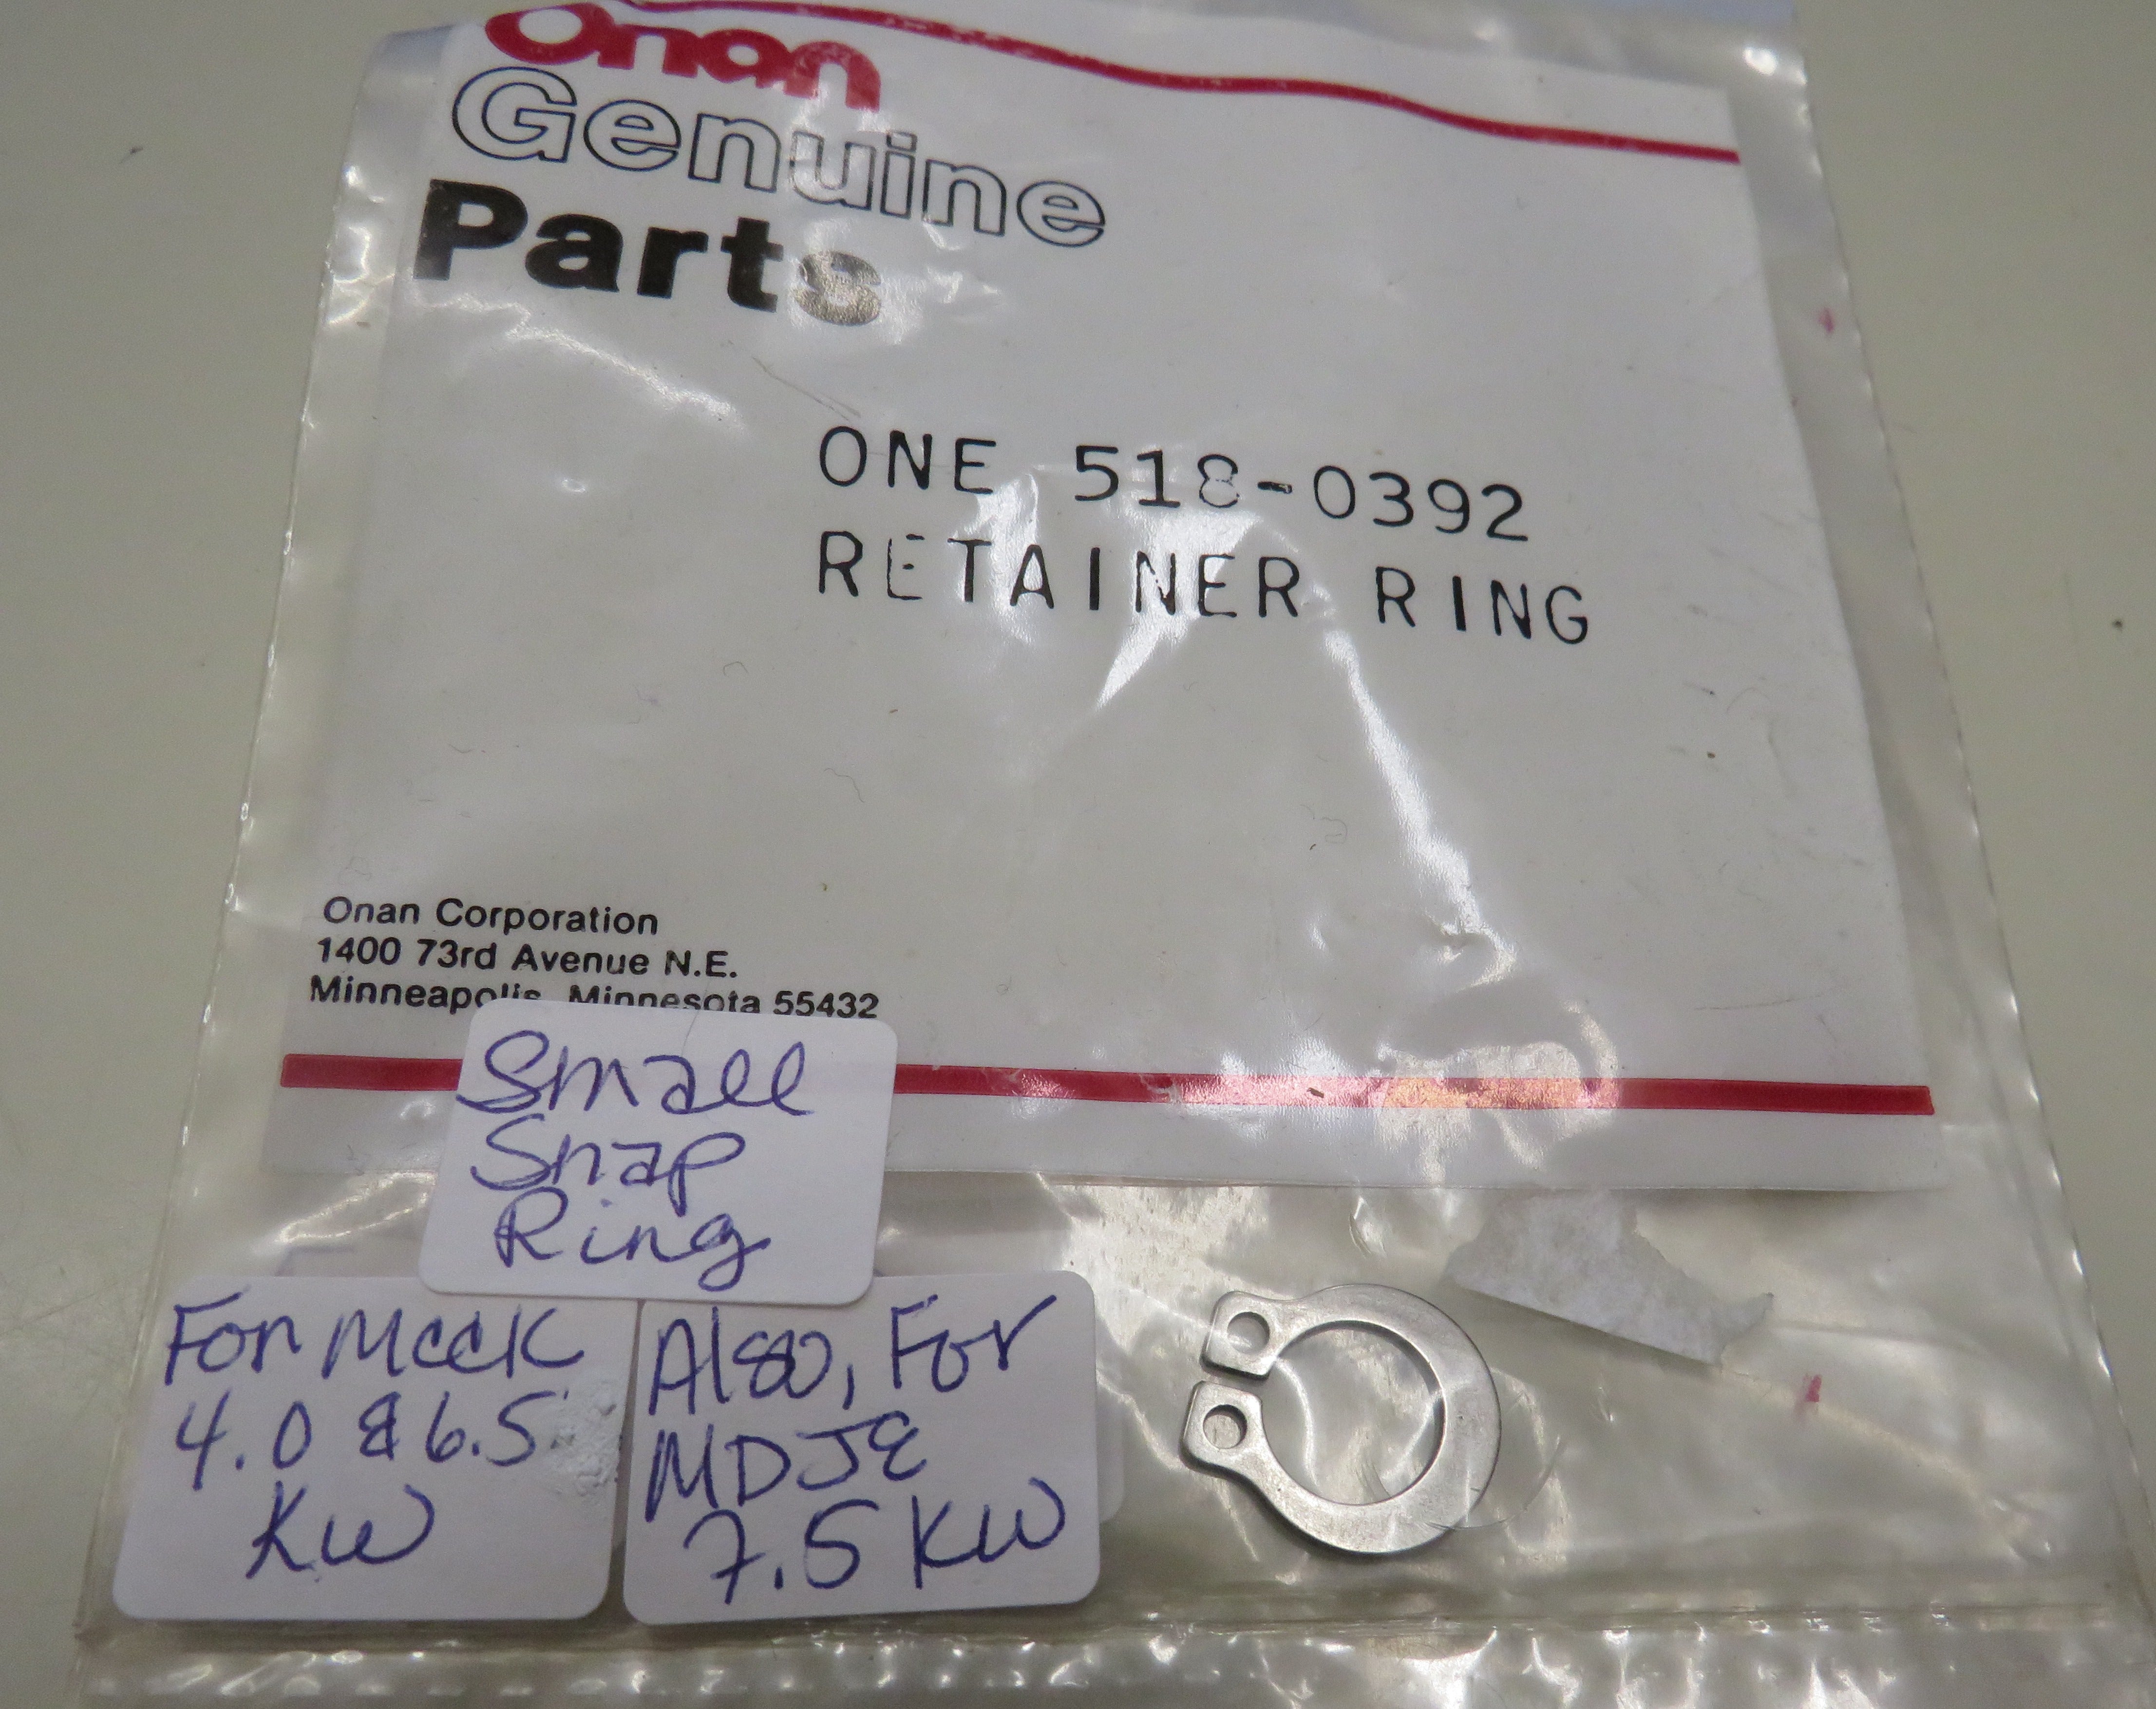 Onan
Genuine
Parts
ONE 518-0392
RETAINER RING
Onan Corporation
1400 73rd Avenue N.E.
Minneapolis, Minnesota 55432
Small
Snap
Ring
For MCCK
4.0 & 6.5
KW
Also, For
MDJE
7.5 KW